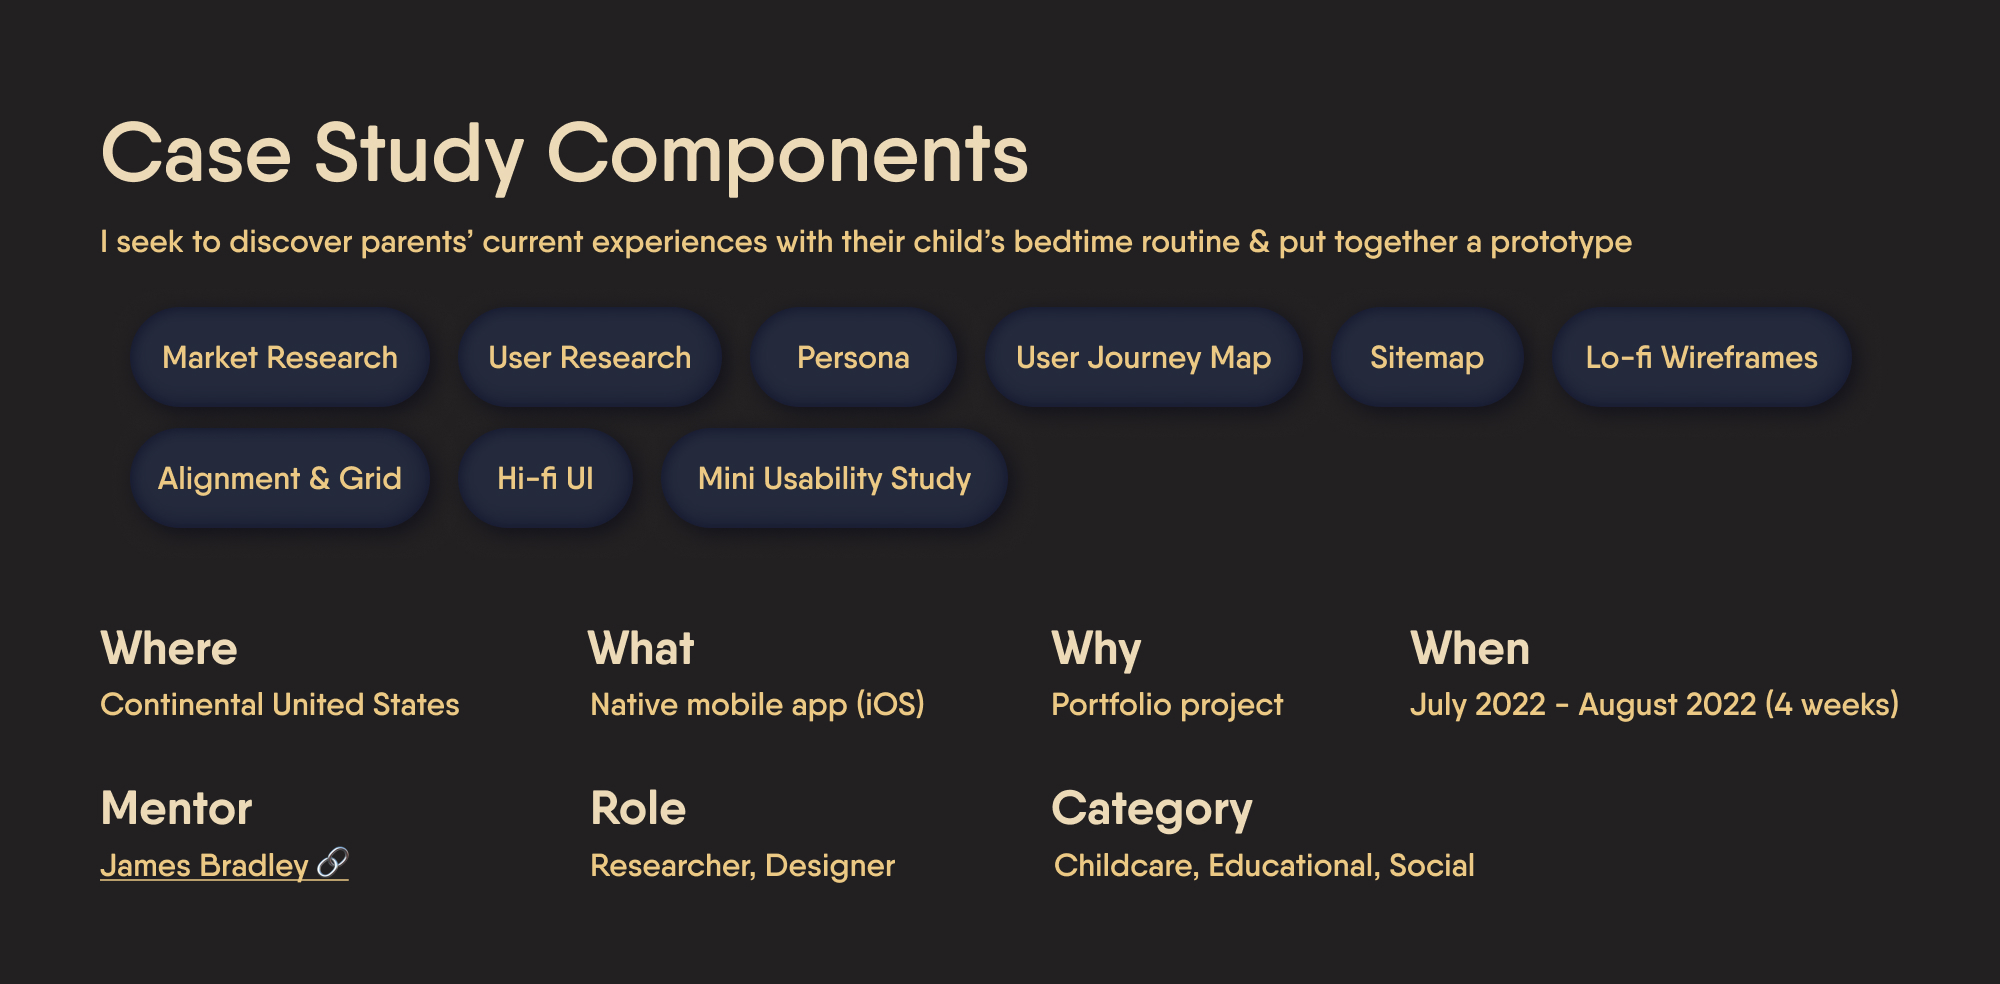 Case Study Components
I seek to discover parents’ current experiences with their child’s bedtime routine & put together a prototype
Market Research
User Research
Persona
User Journey Map
Sitemap
Lo-fi Wireframes
Alignment & Grid
Hi-fi UI
Mini Usability Study
Where
Continental United States
What
Native mobile app (iOS)
Why
Portfolio project
When
July 2022 - August 2022 (4 weeks)
Mentor
James Bradley 🔗
Role
Researcher, Designer
Category
Childcare, Educational, Social